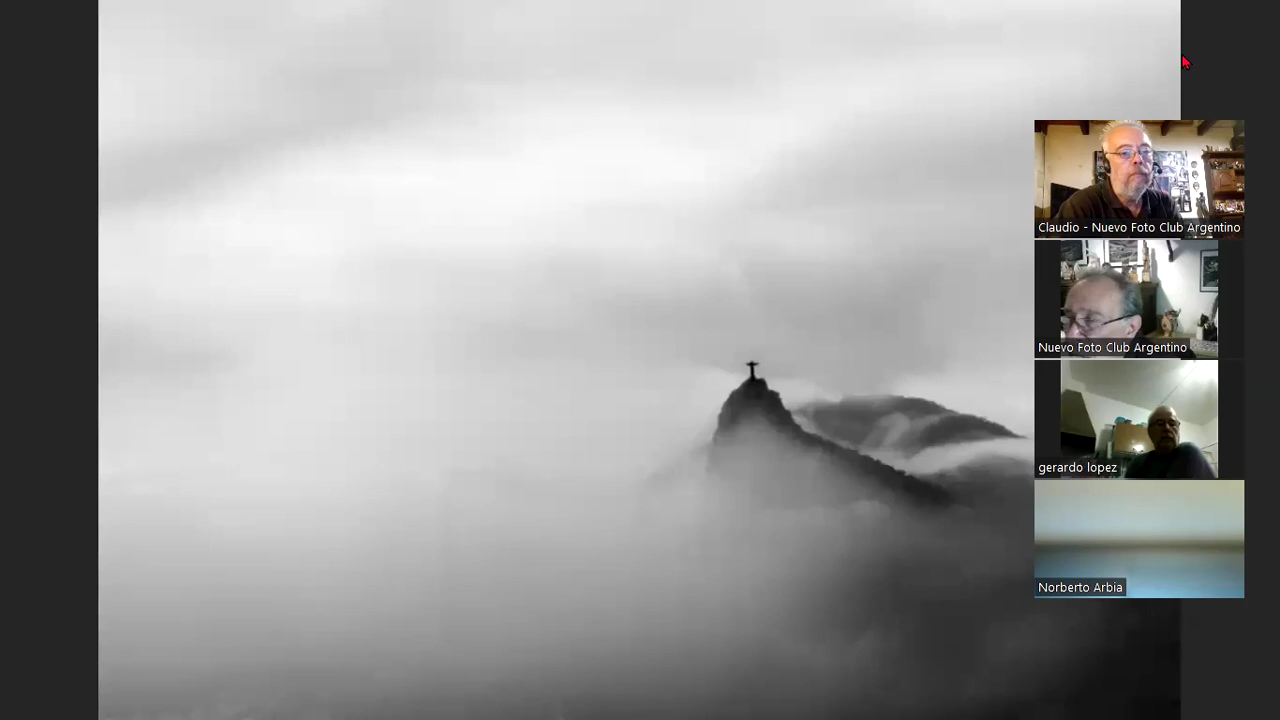 Claudio - Nuevo Foto Club Argentino
Nuevo Foto Club Argentino
gerardo lopez
Norberto Arbia